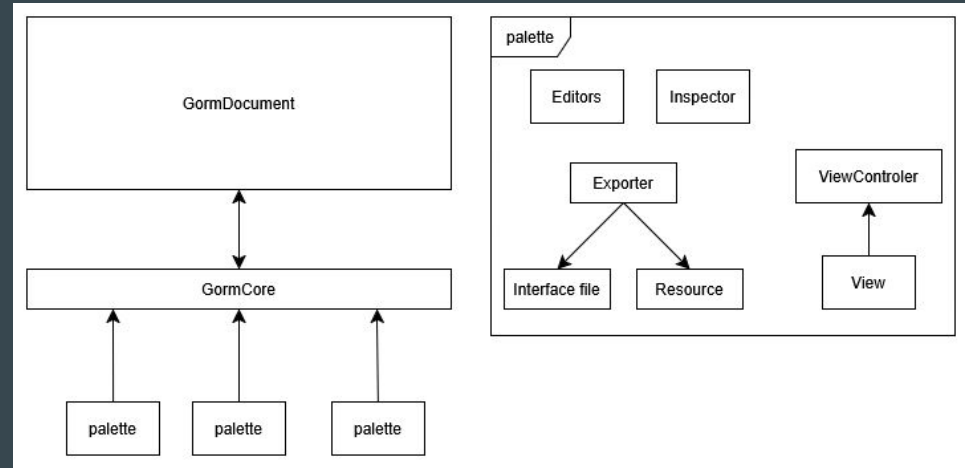 GormDocument
GormCore
palette
palette
palette
palette
Editors
Inspector
Exporter
ViewControler
Interface file
Resource
View